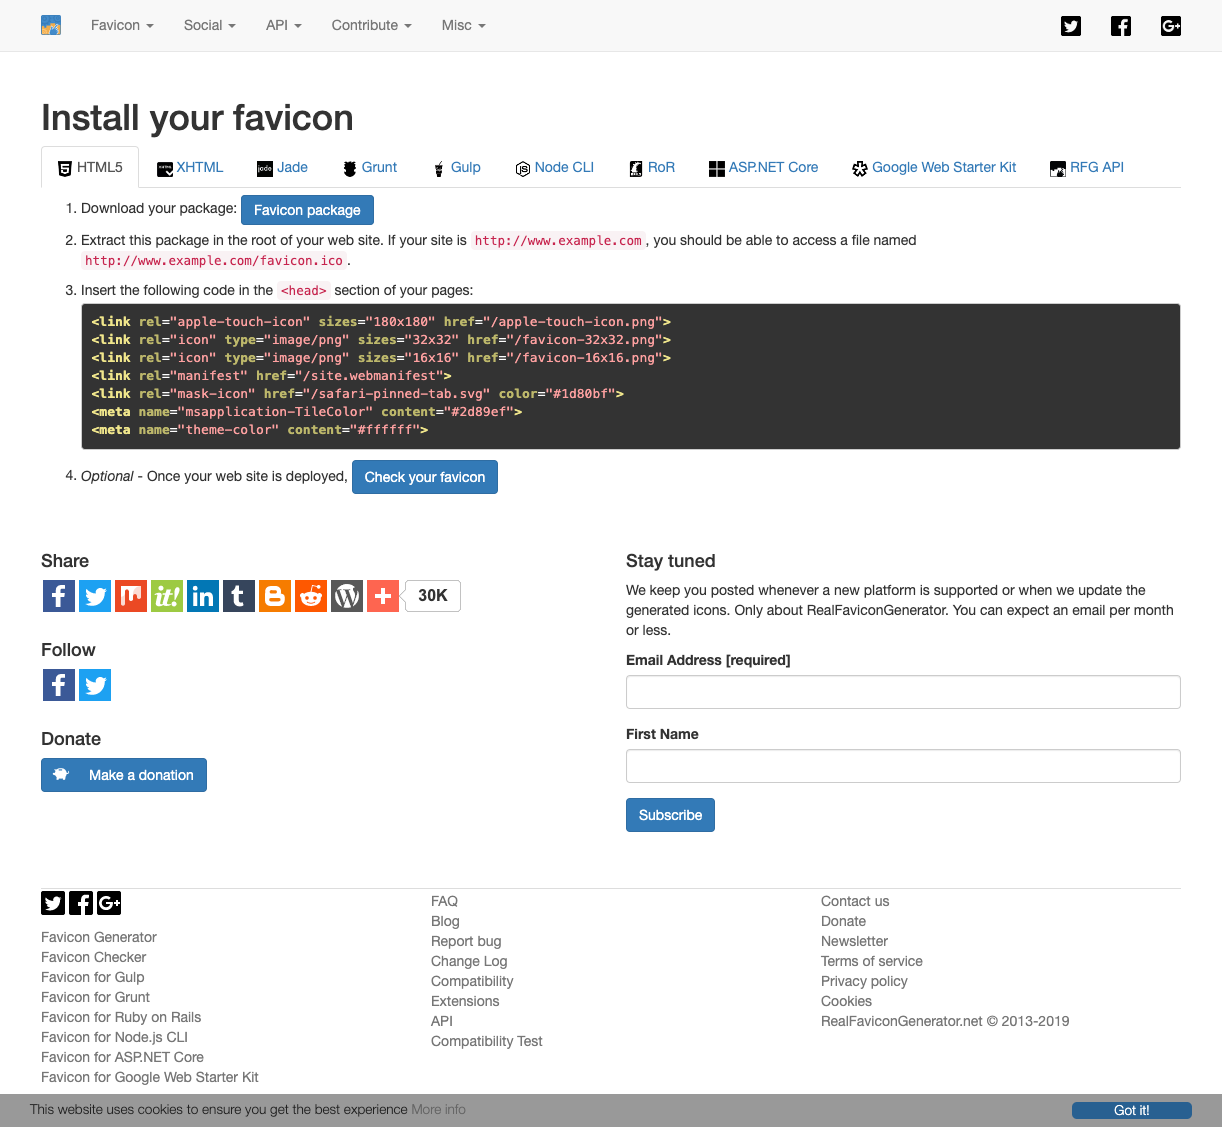 Favicon Social API Contribute Misc
Install your favicon
HTML5 XHTML Jade Grunt Gulp Node CLI RoR ASP.NET Core Google Web Starter Kit RFG API
1. Download your package: Favicon package
2. Extract this package in the root of your web site. If your site is http://www.example.com, you should be able to access a file named
http://www.example.com/favicon.ico.
3. Insert the following code in the <head> section of your pages:
<link rel="apple-touch-icon" sizes="180x180" href="/apple-touch-icon.png">
<link rel="icon" type="image/png" sizes="32x32" href="/favicon-32x32.png">
<link rel="icon" type="image/png" sizes="16x16" href="/favicon-16x16.png">
<link rel="manifest" href="/site.webmanifest">
<link rel="mask-icon" href="/safari-pinned-tab.svg" color="#1d80bf">
<meta name="msapplication-TileColor" content="#2d89ef">
<meta name="theme-color" content="#ffffff">
4. Optional - Once your web site is deployed, Check your favicon
Share
30K
Follow
Donate
Make a donation
Stay tuned
We keep you posted whenever a new platform is supported or when we update the
generated icons. Only about RealFaviconGenerator. You can expect an email per month
or less.
Email Address [required]
First Name
Subscribe
Favicon Generator
Favicon Checker
Favicon for Gulp
Favicon for Grunt
Favicon for Ruby on Rails
Favicon for Node.js CLI
Favicon for ASP.NET Core
Favicon for Google Web Starter Kit
FAQ
Blog
Report bug
Change Log
Compatibility
Extensions
API
Compatibility Test
Contact us
Donate
Newsletter
Terms of service
Privacy policy
Cookies
RealFaviconGenerator.net © 2013-2019
This website uses cookies to ensure you get the best experience More info
Got it!